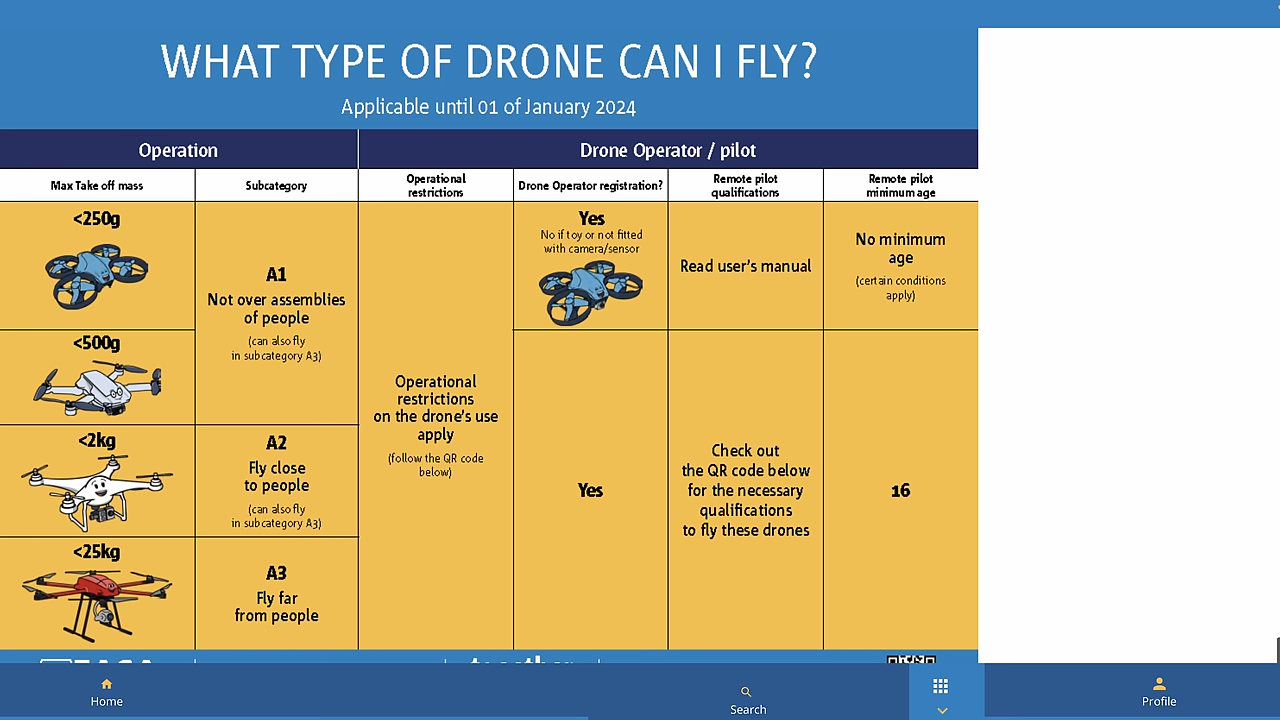 WHAT TYPE OF DRONE CAN I FLY?
Applicable until 01 of January 2024
Operation
Drone Operator / pilot
Max Take off mass
Subcategory
Operational
restrictions
Drone Operator registration?
Remote pilot
qualifications
Remote pilot
minimum age
<250g
A1
Not over assemblies
of people
(can also fly
in subcategory A3)
Operational
restrictions
on the drone's use
apply
(follow the QR code
below)
Yes
No if toy or not fitted
with camera/sensor
Read user's manual
No minimum
age
(certain conditions
apply)
<500g
<2kg
A2
Fly close
to people
(can also fly
in subcategory A3)
Yes
Check out
the QR code below
for the necessary
qualifications
to fly these drones
16
<25kg
A3
Fly far
from people
Home
Search
Profile